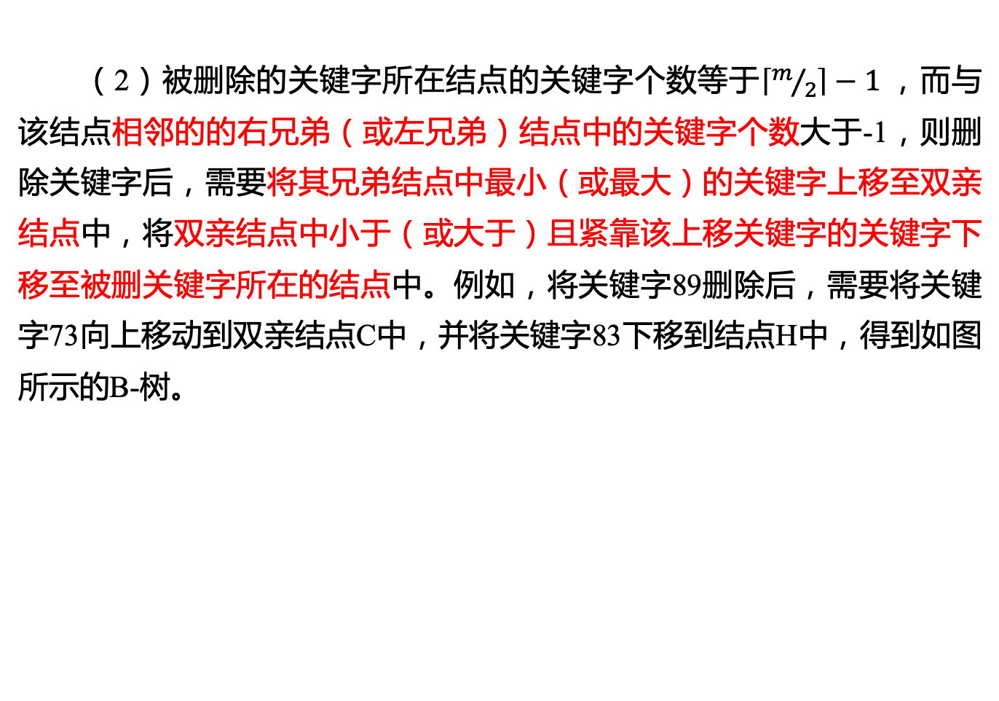 （2）被删除的关键字所在结点的关键字个数等于⌈m/2⌉ − 1，而与
该结点相邻的的右兄弟（或左兄弟）结点中的关键字个数大于-1，则删
除关键字后，需要将其兄弟结点中最小（或最大）的关键字上移至双亲
结点中，将双亲结点中小于（或大于）且紧靠该上移关键字的关键字下
移至被删关键字所在的结点中。例如，将关键字89删除后，需要将关键
字73向上移动到双亲结点C中，并将关键字83下移到结点H中，得到如图
所示的B-树。